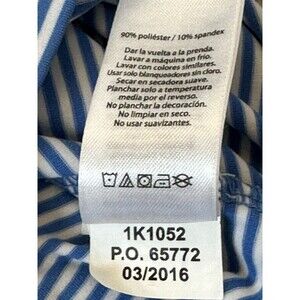 90% poliéster / 10% spandex
Dar la vuelta a la prenda.
Lavar a máquina en frío.
Lavar con colores similares.
Usar solo blanqueadores sin cloro.
Secar en secadora suave.
Planchar solo a temperatura
media por el reverso.
No planchar la decoración.
No limpiar en seco.
No usar suavizantes.
1K1052
P.O. 65772
03/2016